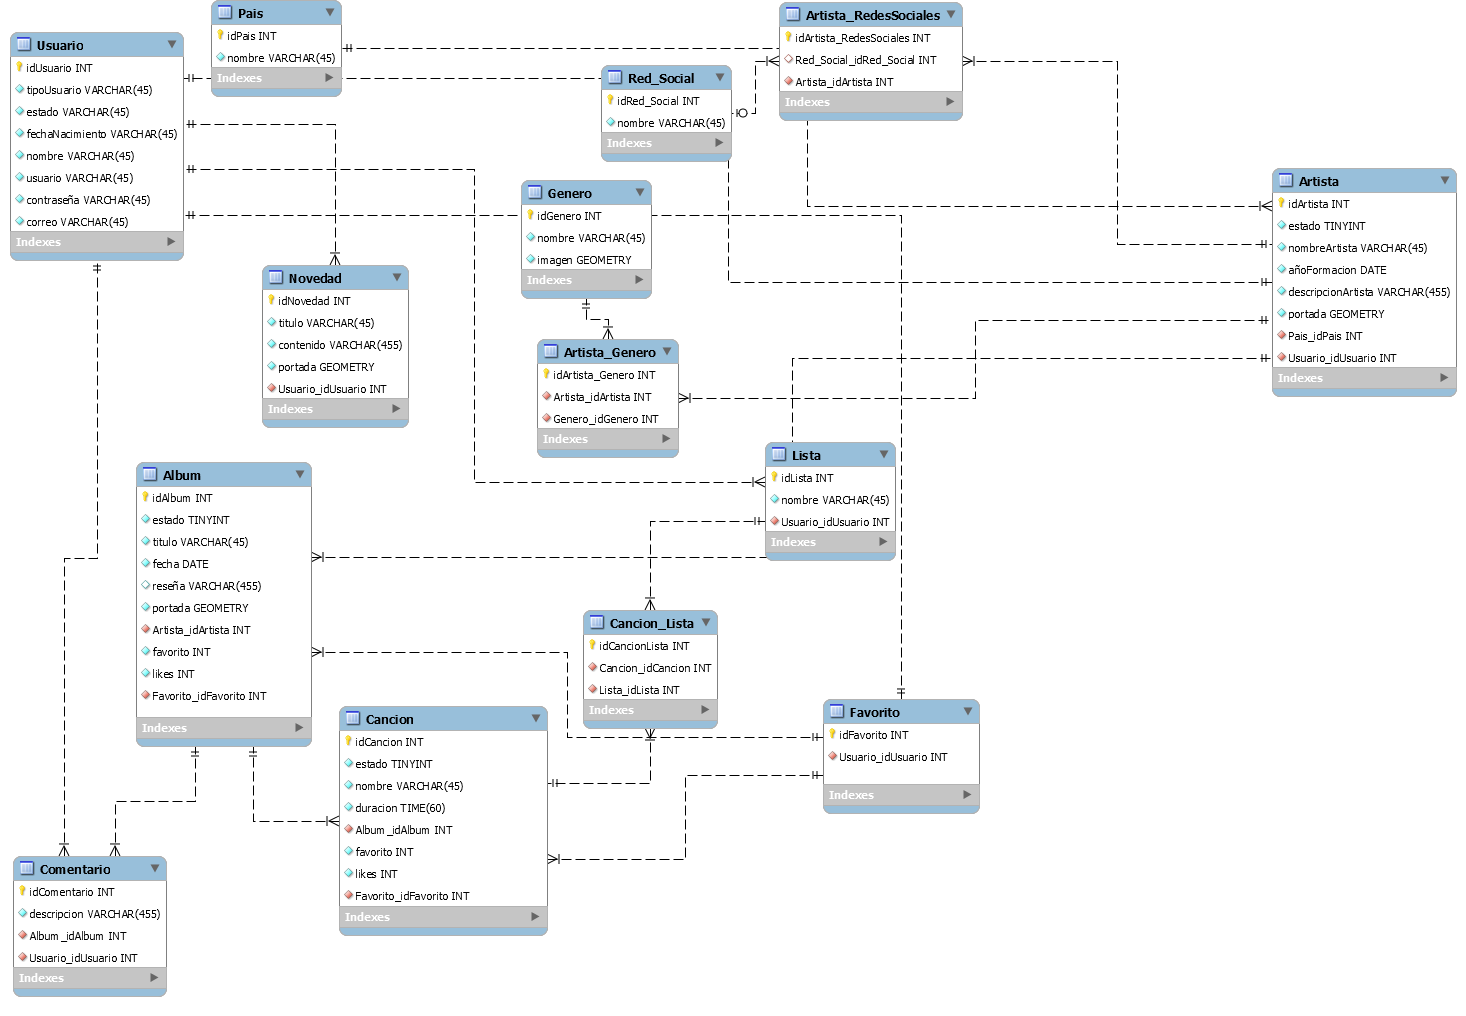 Pais
idPais INT
nombre VARCHAR(45)
Indexes
Artista_RedesSociales
idArtista_RedesSociales INT
Red_Social_idRed_Social INT
Artista_idArtista INT
Indexes
Usuario
idUsuario INT
tipoUsuario VARCHAR(45)
estado VARCHAR(45)
fechaNacimiento VARCHAR(45)
nombre VARCHAR(45)
usuario VARCHAR(45)
contraseña VARCHAR(45)
correo VARCHAR(45)
Indexes
Red_Social
idRed_Social INT
nombre VARCHAR(45)
Indexes
Artista
idArtista INT
estado TINYINT
nombreArtista VARCHAR(45)
añoFormacion DATE
descripcionArtista VARCHAR(455)
portada GEOMETRY
Pais_idPais INT
Usuario_idUsuario INT
Indexes
Genero
idGenero INT
nombre VARCHAR(45)
imagen GEOMETRY
Indexes
Novedad
idNovedad INT
titulo VARCHAR(45)
contenido VARCHAR(455)
portada GEOMETRY
Usuario_idUsuario INT
Indexes
Artista_Genero
idArtista_Genero INT
Artista_idArtista INT
Genero_idGenero INT
Indexes
Lista
idLista INT
nombre VARCHAR(45)
Usuario_idUsuario INT
Indexes
Album
idAlbum INT
estado TINYINT
titulo VARCHAR(45)
fecha DATE
reseña VARCHAR(455)
portada GEOMETRY
Artista_idArtista INT
favorito INT
likes INT
Favorito_idFavorito INT
Indexes
Cancion_Lista
idCancionLista INT
Cancion_idCancion INT
Lista_idLista INT
Indexes
Favorito
idFavorito INT
Usuario_idUsuario INT
Indexes
Cancion
idCancion INT
estado TINYINT
nombre VARCHAR(45)
duracion TIME(60)
Album_idAlbum INT
favorito INT
likes INT
Favorito_idFavorito INT
Indexes
Comentario
idComentario INT
descripcion VARCHAR(455)
Album_idAlbum INT
Usuario_idUsuario INT
Indexes